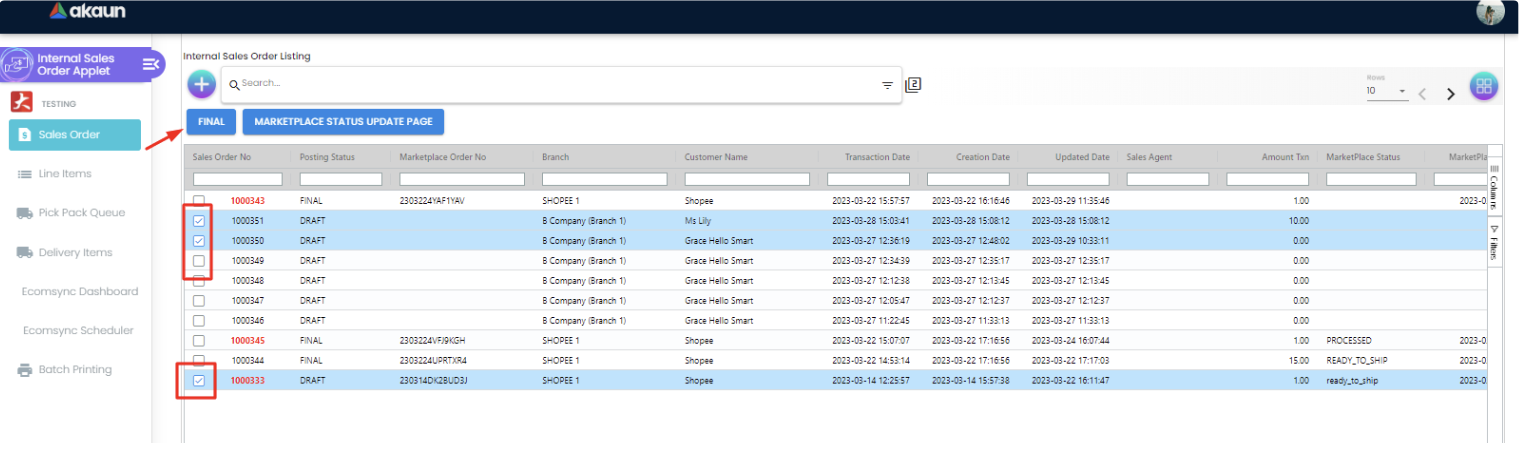 akaun
Internal Sales Order Applet
TESTING
Sales Order
Line Items
Pick Pack Queue
Delivery Items
Ecomsync Dashboard
Ecomsync Scheduler
Batch Printing
Internal Sales Order Listing
Search...
2
Rows
10
FINAL MARKETPLACE STATUS UPDATE PAGE
Sales Order No Posting Status Marketplace Order No Branch Customer Name Transaction Date Creation Date Updated Date Sales Agent Amount Txn MarketPlace Status MarketPla
1000343 FINAL 2303224YAF1YAV SHOPEE 1 Shopee 2023-03-22 15:57:57 2023-03-22 16:16:46 2023-03-29 11:35:46 1.00 2023-0
1000351 DRAFT B Company (Branch 1) Ms Lily 2023-03-28 15:03:41 2023-03-28 15:08:12 2023-03-28 15:08:12 10.00
1000350 DRAFT B Company (Branch 1) Grace Hello Smart 2023-03-27 12:36:19 2023-03-27 12:48:02 2023-03-29 10:33:11 0.00
1000349 DRAFT B Company (Branch 1) Grace Hello Smart 2023-03-27 12:34:39 2023-03-27 12:35:17 2023-03-27 12:35:17 0.00
1000348 DRAFT B Company (Branch 1) Grace Hello Smart 2023-03-27 12:12:38 2023-03-27 12:13:45 2023-03-27 12:13:45 0.00
1000347 DRAFT B Company (Branch 1) Grace Hello Smart 2023-03-27 12:05:47 2023-03-27 12:12:37 2023-03-27 12:12:37 0.00
1000346 DRAFT B Company (Branch 1) Grace Hello Smart 2023-03-27 11:22:45 2023-03-27 11:33:13 2023-03-27 11:33:13 0.00
1000345 FINAL 2303224VFJ9KGH SHOPEE 1 Shopee 2023-03-22 15:07:07 2023-03-22 17:16:56 2023-03-24 16:07:44 1.00 PROCESSED 2023-0
1000344 FINAL 2303224UPRTXR4 SHOPEE 1 Shopee 2023-03-22 14:53:14 2023-03-22 17:16:56 2023-03-22 17:17:03 15.00 READY_TO_SHIP 2023-0
1000333 DRAFT 230314DK2BUD3J SHOPEE 1 Shopee 2023-03-14 12:25:57 2023-03-14 15:57:38 2023-03-22 16:11:47 1.00 ready_to_ship 2023-0
Columns
Filters